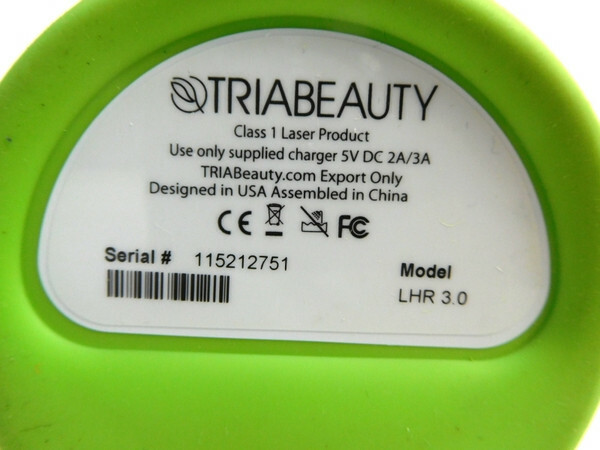 TRIABEAUTY
Class 1 Laser Product
Use only supplied charger 5V DC 2A/3A
TRIABeauty.com Export Only
Designed in USA Assembled in China
CE FC
Serial # 115212751
Model
LHR 3.0